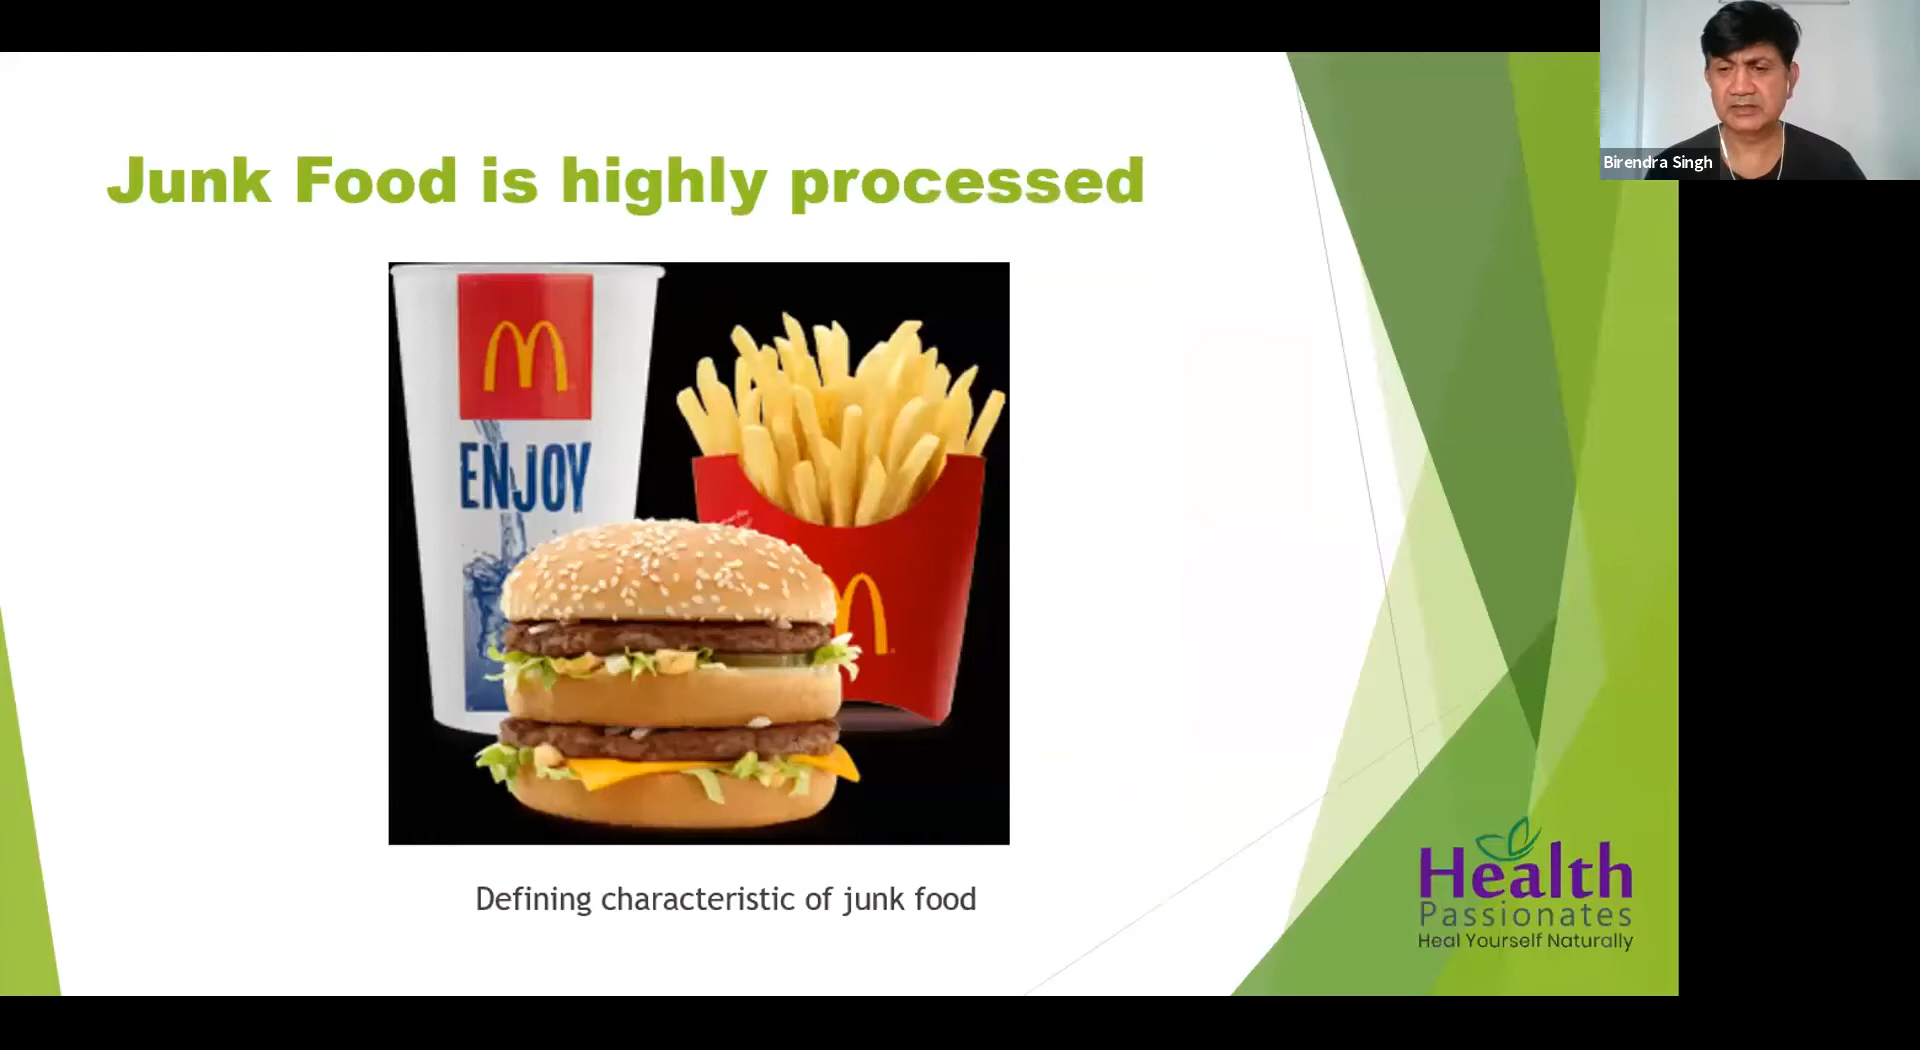 Birendra Singh
Junk Food is highly processed
ENJOY
Defining characteristic of junk food
Health
Passionates
Heal Yourself Naturally